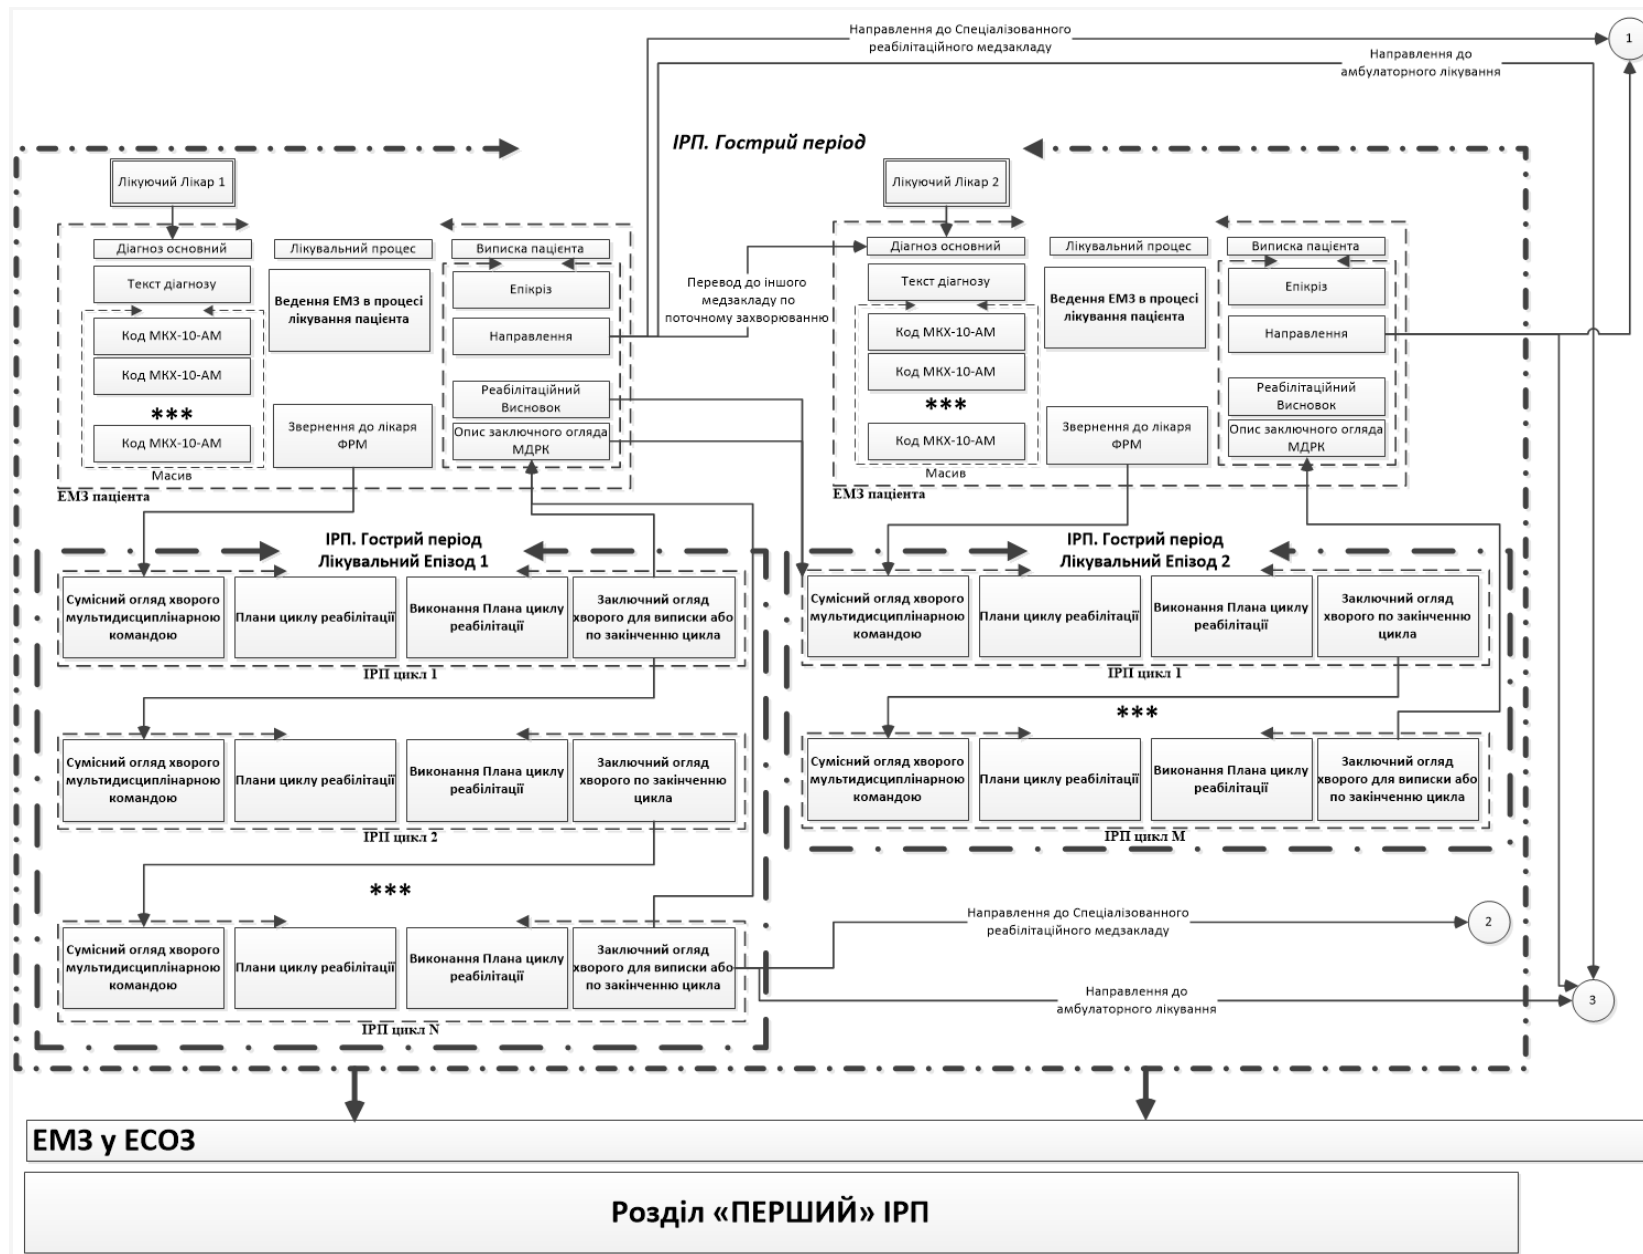 Направлення до Спеціалізованного
реабілітаційного медзакладу
1
Направлення до
амбулаторного лікування
ІРП. Гострий період
Лікуючий Лікар 1
Діагноз основний
Лікувальний процес
Виписка пацієнта
Текст діагнозу
Ведення ЕМЗ в процесі
лікування пацієнта
Епікріз
Код МКХ-10-АМ
Направлення
Код МКХ-10-АМ
***
Код МКХ-10-АМ
Звернення до лікаря
ФРМ
Реабілітаційний
Висновок
Опис заключного огляда
МДРК
Масив
ЕМЗ пацієнта
Перевод до іншого
медзакладу по
поточному захворюванню
Лікуючий Лікар 2
Діагноз основний
Лікувальний процес
Виписка пацієнта
Текст діагнозу
Ведення ЕМЗ в процесі
лікування пацієнта
Епікріз
Код МКХ-10-АМ
Направлення
Код МКХ-10-АМ
***
Код МКХ-10-АМ
Звернення до лікаря
ФРМ
Реабілітаційний
Висновок
Опис заключного огляда
МДРК
Масив
ЕМЗ пацієнта
ІРП. Гострий період
Лікувальний Епізод 1
Сумісний огляд хворого
мультидисциплінарною
командою
Плани циклу реабілітації
Виконання Плана циклу
реабілітації
Заключний огляд
хворого для виписки або
по закінченню цикла
ІРП цикл 1
Сумісний огляд хворого
мультидисциплінарною
командою
Плани циклу реабілітації
Виконання Плана циклу
реабілітації
Заключний огляд
хворого по закінченню
цикла
ІРП цикл 2
***
Сумісний огляд хворого
мультидисциплінарною
командою
Плани циклу реабілітації
Виконання Плана циклу
реабілітації
Заключний огляд
хворого для виписки або
по закінченню цикла
ІРП цикл N
ІРП. Гострий період
Лікувальний Епізод 2
Сумісний огляд хворого
мультидисциплінарною
командою
Плани циклу реабілітації
Виконання Плана циклу
реабілітації
Заключний огляд
хворого по закінченню
цикла
ІРП цикл 1
***
Сумісний огляд хворого
мультидисциплінарною
командою
Плани циклу реабілітації
Виконання Плана циклу
реабілітації
Заключний огляд
хворого для виписки або
по закінченню цикла
ІРП цикл М
Направлення до Спеціалізованного
реабілітаційного медзакладу
2
Направлення до
амбулаторного лікування
3
ЕМЗ у ЕСОЗ
Розділ «ПЕРШИЙ» ІРП